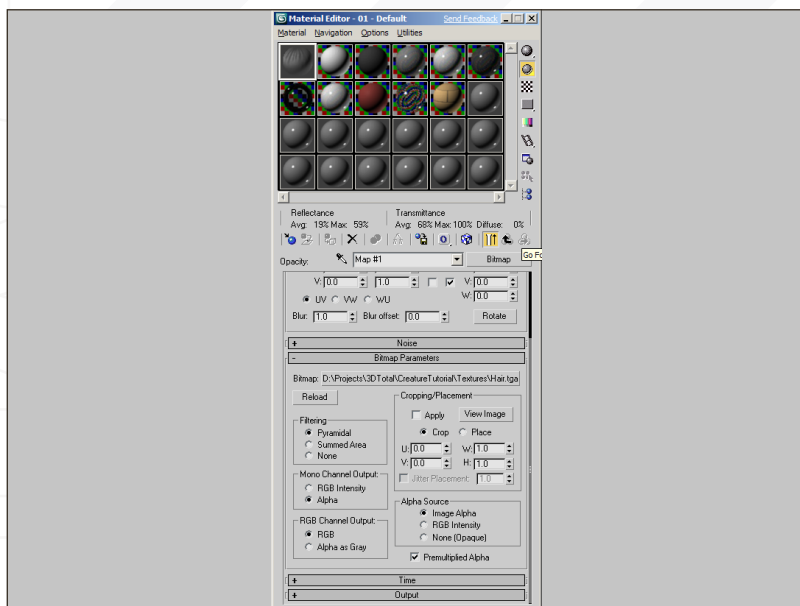 Material Editor - 01 - Default Send Feedback
Material Navigation Options Utilities
Reflectance Transmittance
Avg: 19% Max: 59% Avg: 68% Max: 100% Diffuse: 0%
Opacity: Map #1 Bitmap Go Fo
V: 0.0 1.0 V: 0.0
UV VW WU W: 0.0
Blur: 1.0 Blur offset: 0.0 Rotate
+ Noise
- Bitmap Parameters
Bitmap: D:\Projects\3DTotal\CreatureTutorial\Textures\Hair.tga
Reload
Cropping/Placement
Apply View Image
Crop Place
U: 0.0 W: 1.0
V: 0.0 H: 1.0
Jitter Placement: 1.0
Filtering
Pyramidal
Summed Area
None
Mono Channel Output:
RGB Intensity
Alpha
Alpha Source
Image Alpha
RGB Intensity
None (Opaque)
RGB Channel Output:
RGB
Alpha as Gray
Premultiplied Alpha
+ Time
+ Output